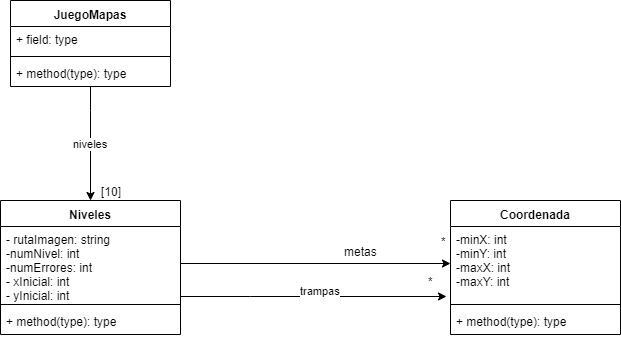 JuegoMapas
+ field: type
+ method(type): type
niveles
[10]
Niveles
- rutaImagen: string
-numNivel: int
-numErrores: int
- xInicial: int
- yInicial: int
+ method(type): type
metas
*
trampas
*
Coordenada
-minX: int
-minY: int
-maxX: int
-maxY: int
+ method(type): type